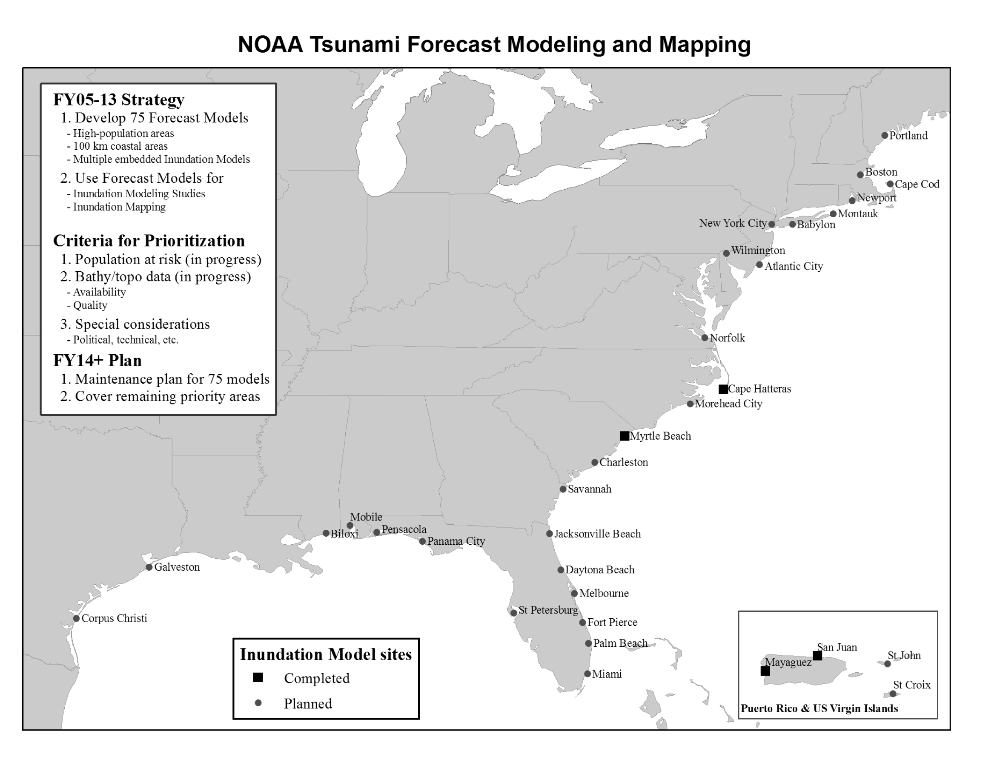 NOAA Tsunami Forecast Modeling and Mapping
FY05-13 Strategy
1. Develop 75 Forecast Models
- High-population areas
- 100 km coastal areas
- Multiple embedded Inundation Models
2. Use Forecast Models for
- Inundation Modeling Studies
- Inundation Mapping
Criteria for Prioritization
1. Population at risk (in progress)
2. Bathy/topo data (in progress)
- Availability
- Quality
3. Special considerations
- Political, technical, etc.
FY14+ Plan
1. Maintenance plan for 75 models
2. Cover remaining priority areas
Portland
Boston
Cape Cod
Newport
Montauk
New York City
Babylon
Wilmington
Atlantic City
Norfolk
Cape Hatteras
Morehead City
Myrtle Beach
Charleston
Savannah
Mobile
Biloxi
Pensacola
Panama City
Jacksonville Beach
Galveston
Daytona Beach
Melbourne
St Petersburg
Corpus Christi
Fort Pierce
Palm Beach
Miami
Inundation Model sites
Completed
Planned
San Juan
Mayaguez
St John
St Croix
Puerto Rico & US Virgin Islands